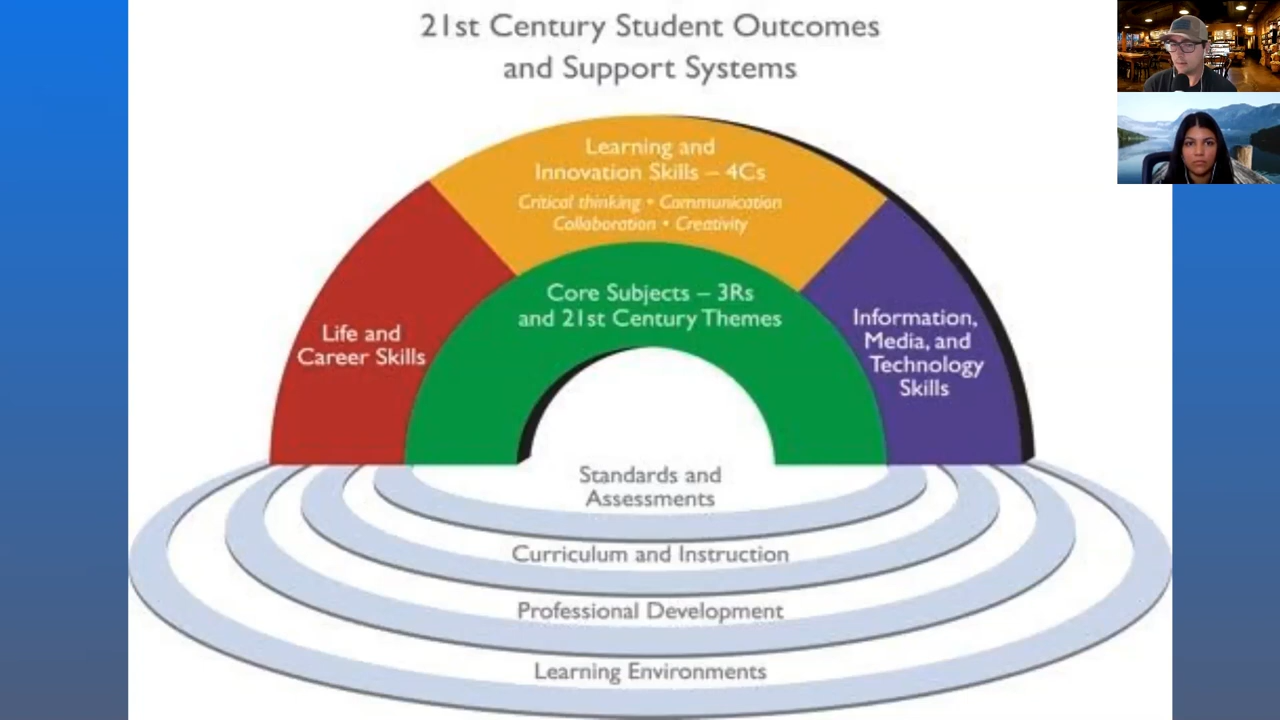 21st Century Student Outcomes
and Support Systems
Learning and
Innovation Skills – 4Cs
Critical thinking • Communication
Collaboration • Creativity
Core Subjects – 3Rs
and 21st Century Themes
Life and
Career Skills
Information,
Media, and
Technology
Skills
Standards and
Assessments
Curriculum and Instruction
Professional Development
Learning Environments